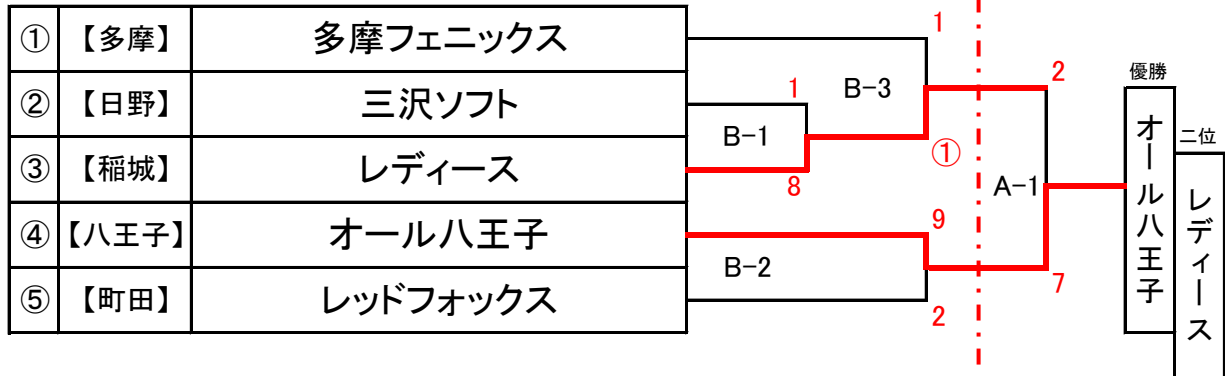 ① 【多摩】 多摩フェニックス
② 【日野】 三沢ソフト
③ 【稲城】 レディース
④ 【八王子】 オール八王子
⑤ 【町田】 レッドフォックス
1
B-3
1
B-1
8
①
9
B-2
2
2
A-1
7
優勝
オール八王子
二位
レディース